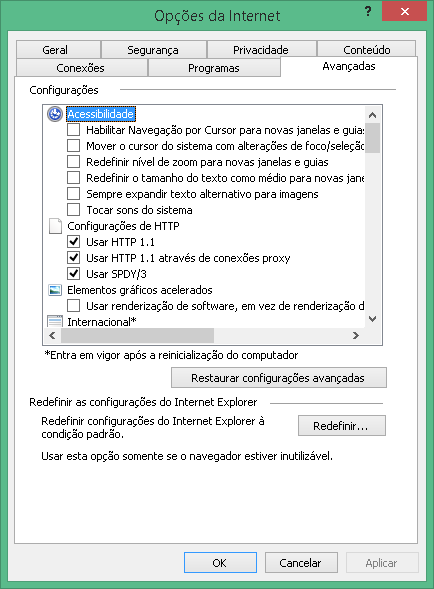 Opções da Internet
?
Geral
Segurança
Privacidade
Conteúdo
Conexões
Programas
Avançadas
Configurações
Acessibilidade
Habilitar Navegação por Cursor para novas janelas e guias
Mover o cursor do sistema com alterações de foco/seleção
Redefinir nível de zoom para novas janelas e guias
Redefinir o tamanho do texto como médio para novas jane
Sempre expandir texto alternativo para imagens
Tocar sons do sistema
Configurações de HTTP
Usar HTTP 1.1
Usar HTTP 1.1 através de conexões proxy
Usar SPDY/3
Elementos gráficos acelerados
Usar renderização de software, em vez de renderização d
Internacional*
*Entra em vigor após a reinicialização do computador
Restaurar configurações avançadas
Redefinir as configurações do Internet Explorer
Redefinir configurações do Internet Explorer à
condição padrão.
Redefinir...
Usar esta opção somente se o navegador estiver inutilizável.
OK
Cancelar
Aplicar